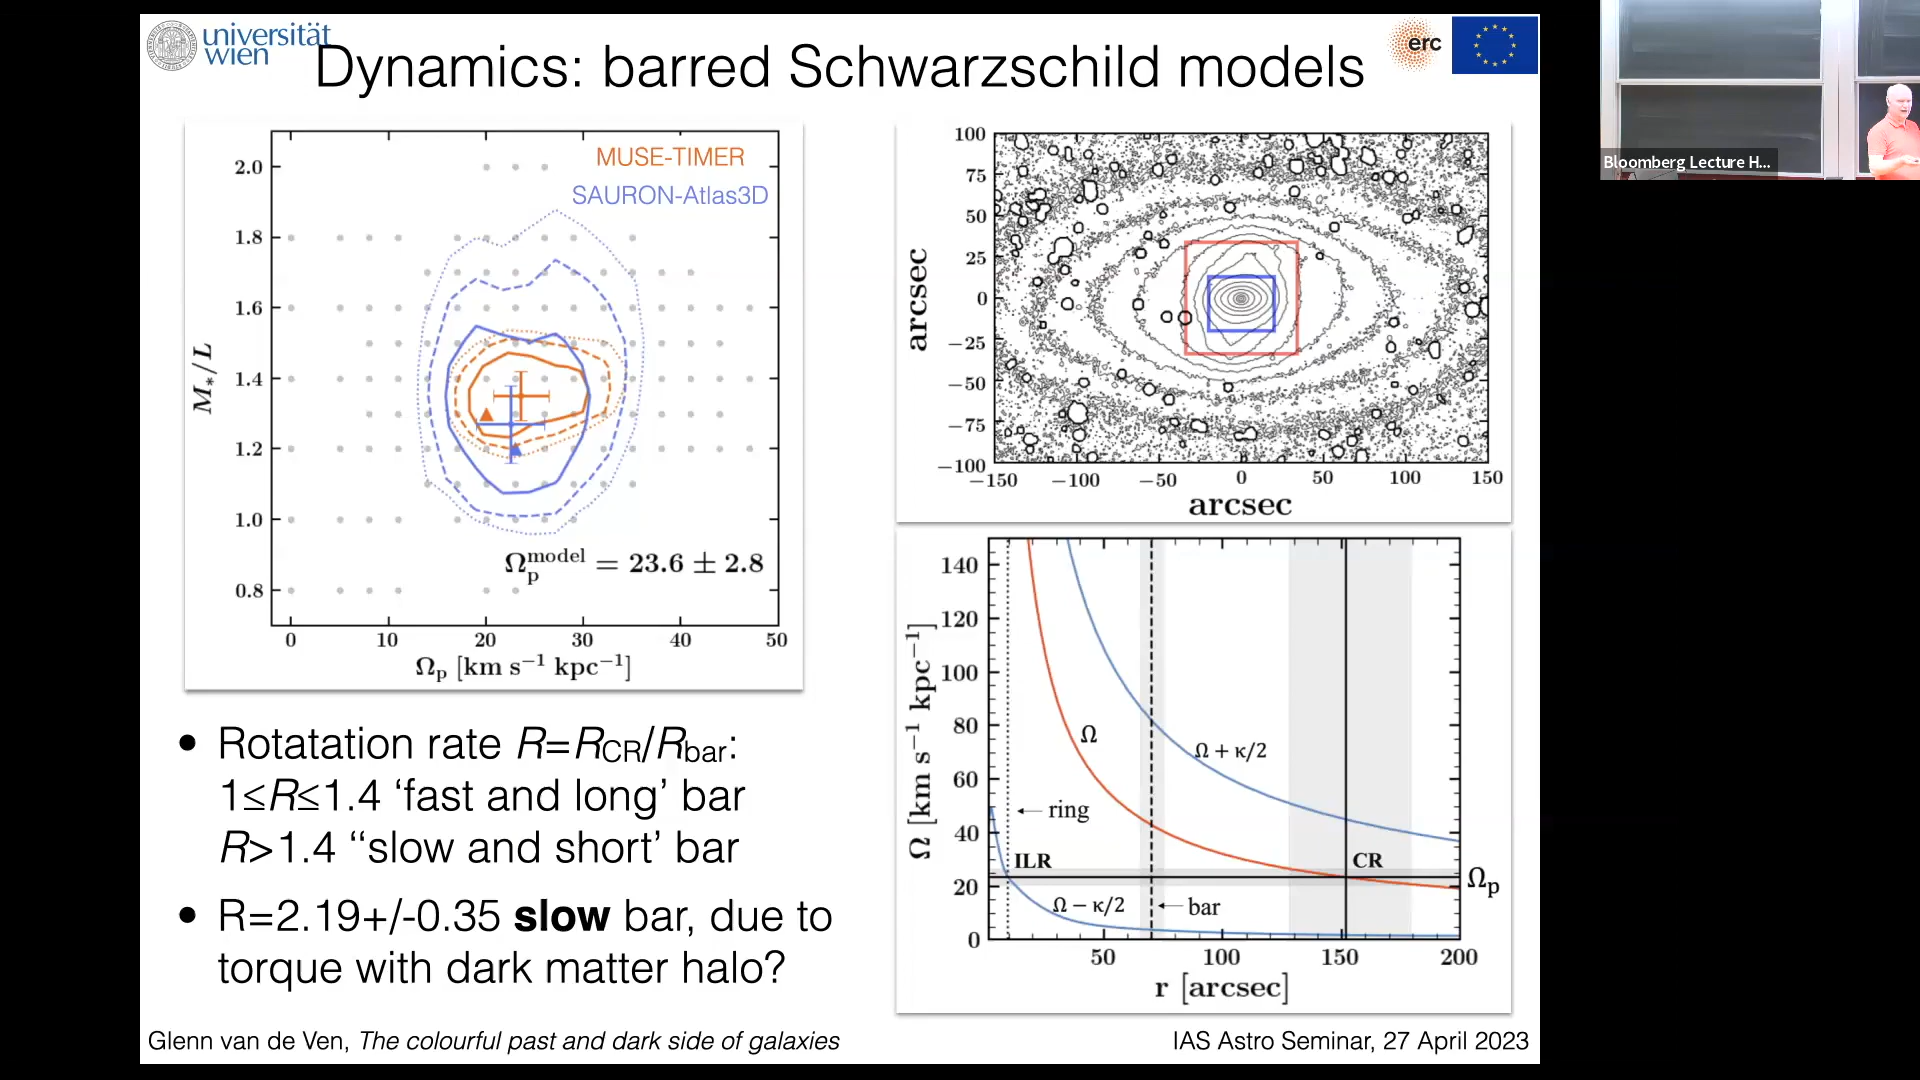 universität
wien
Dynamics: barred Schwarzschild models
erc
Bloomberg Lecture H...
MUSE-TIMER
SAURON-Atlas3D
2.0
1.8
1.6
1.4
1.2
1.0
0.8
M*/L
Ωp^model = 23.6 ± 2.8
0 10 20 30 40 50
Ωp [km s⁻¹ kpc⁻¹]
100
75
50
25
0
−25
−50
−75
−100
arcsec
−150 −100 −50 0 50 100 150
arcsec
140
120
100
80
60
40
20
0
Ω [km s⁻¹ kpc⁻¹]
Ω
Ω + κ/2
← ring
ILR
CR
Ωp
Ω − κ/2
← bar
50 100 150 200
r [arcsec]
• Rotatation rate R=RCR/Rbar:
1≤R≤1.4 ‘fast and long’ bar
R>1.4 ‘‘slow and short’ bar
• R=2.19+/-0.35 slow bar, due to
torque with dark matter halo?
Glenn van de Ven, The colourful past and dark side of galaxies
IAS Astro Seminar, 27 April 2023